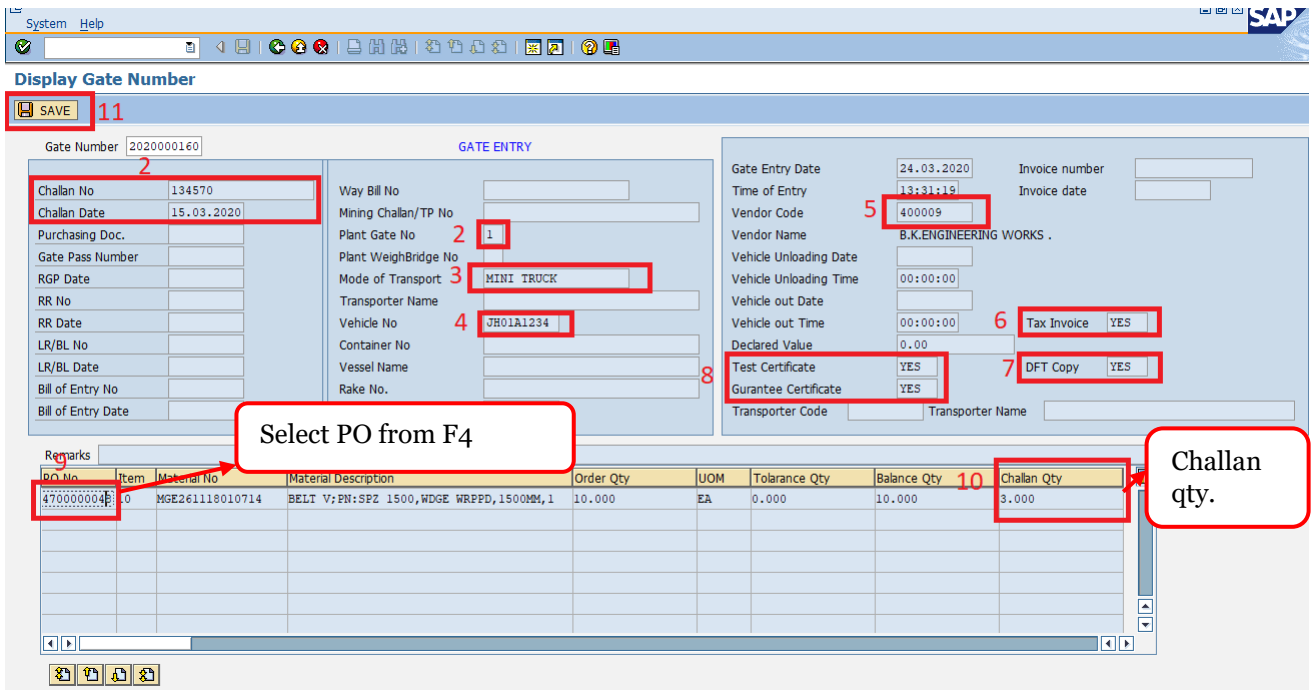 System Help
SAP
Display Gate Number
SAVE 11
Gate Number 2020000160
GATE ENTRY
2
Challan No 134570
Challan Date 15.03.2020
Purchasing Doc.
Gate Pass Number
RGP Date
RR No
RR Date
LR/BL No
LR/BL Date
Bill of Entry No
Bill of Entry Date
Way Bill No
Mining Challan/TP No
Plant Gate No 2 1
Plant WeighBridge No
Mode of Transport 3 MINI TRUCK
Transporter Name
Vehicle No 4 JH01A1234
Container No
Vessel Name
Rake No.
Gate Entry Date 24.03.2020 Invoice number
Time of Entry 13:31:19 Invoice date
Vendor Code 5 400009
Vendor Name B.K.ENGINEERING WORKS .
Vehicle Unloading Date
Vehicle Unloading Time 00:00:00
Vehicle out Date
Vehicle out Time 00:00:00 6 Tax Invoice YES
Declared Value 0.00
8 Test Certificate YES 7 DFT Copy YES
Gurantee Certificate YES
Transporter Code Transporter Name
Select PO from F4
Remarks
9
Challan
qty.
PO No Item Material No Material Description Order Qty UOM Tolarance Qty Balance Qty 10 Challan Qty
4700000048 10 MGE261118010714 BELT V;PN:SPZ 1500,WDGE WRPPD,1500MM,1 10.000 EA 0.000 10.000 3.000